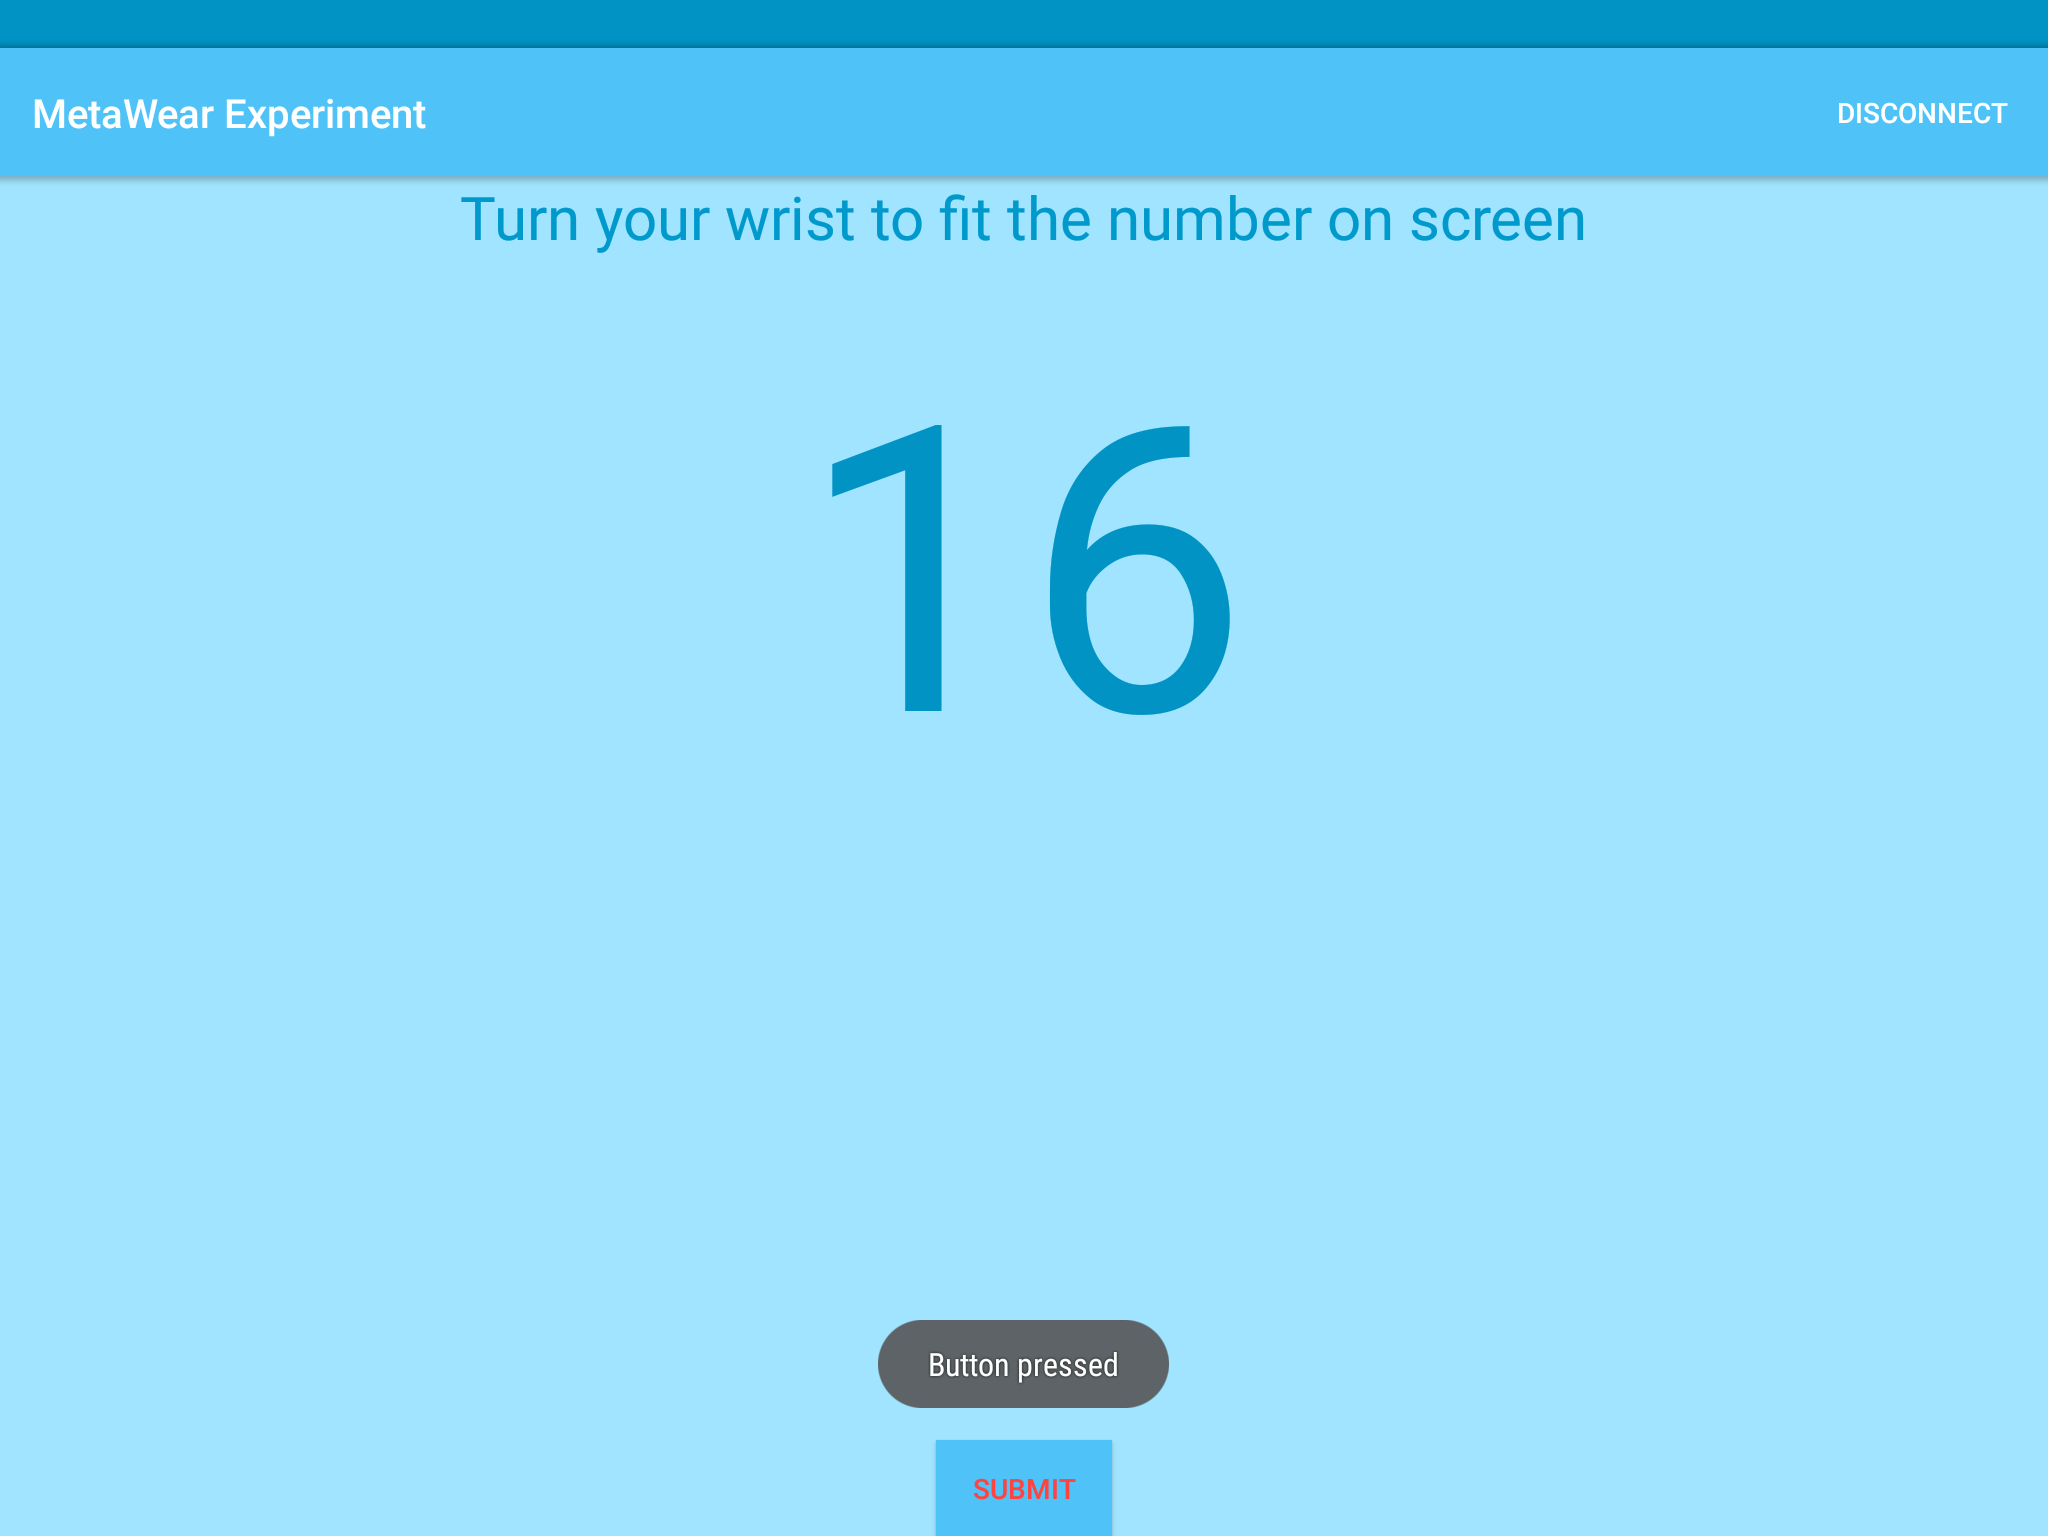 MetaWear Experiment
DISCONNECT
Turn your wrist to fit the number on screen
16
Button pressed
SUBMIT